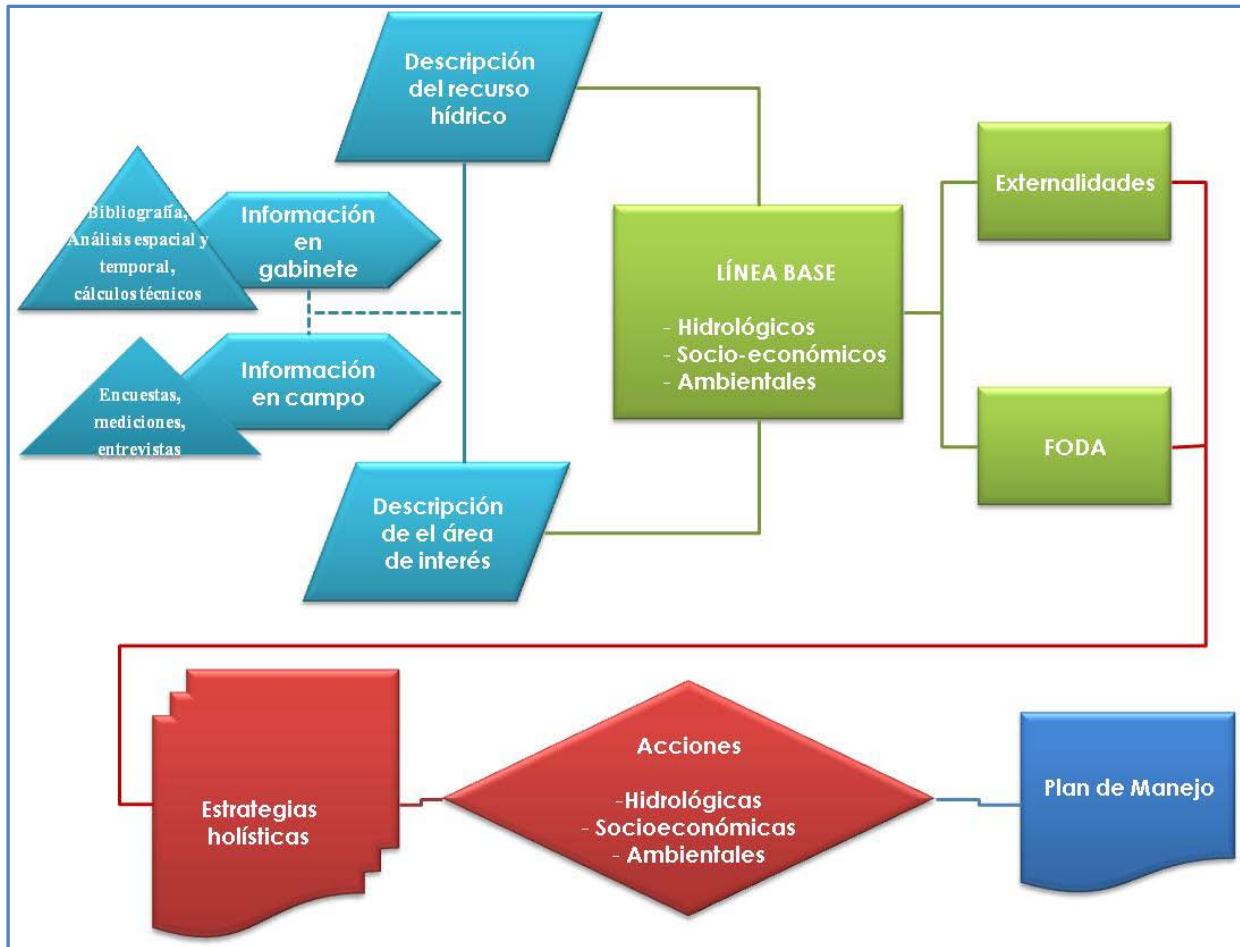 Descripción
del recurso
hídrico
Bibliografía,
Análisis espacial y
temporal,
cálculos técnicos
Información
en
gabinete
Encuestas,
mediciones,
entrevistas
Información
en campo
Descripción
de el área
de interés
LÍNEA BASE
- Hidrológicos
- Socio-económicos
- Ambientales
Externalidades
FODA
Estrategias
holísticas
Acciones
-Hidrológicas
- Socioeconómicas
- Ambientales
Plan de Manejo